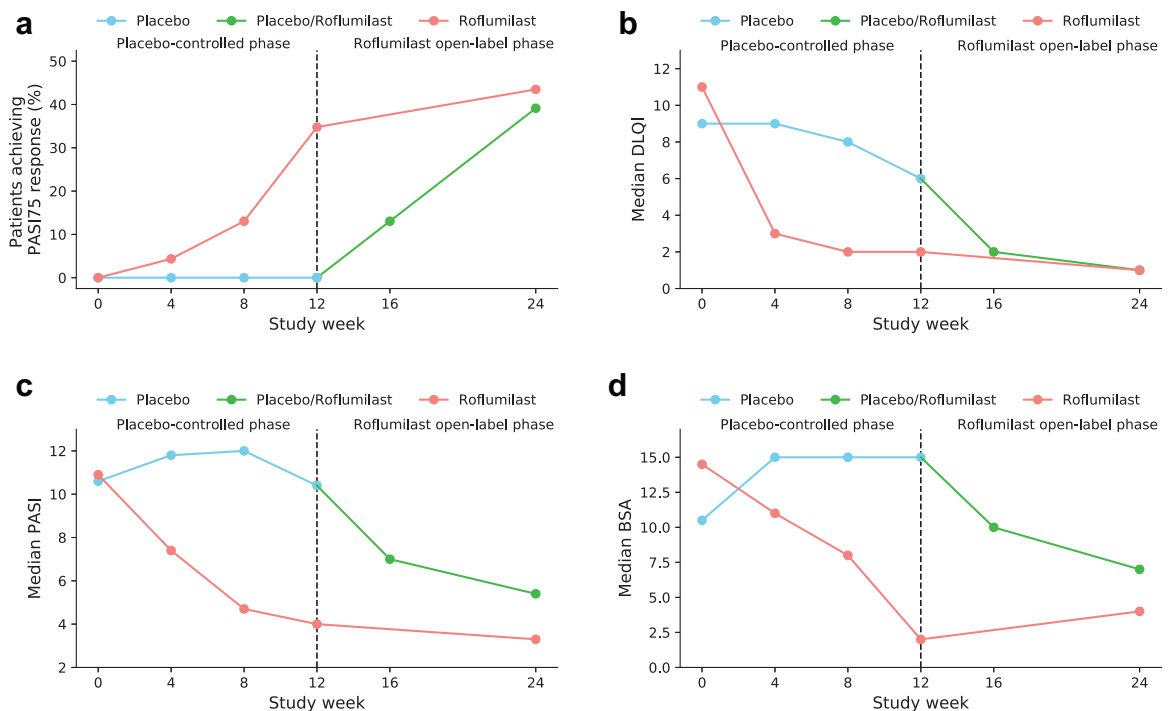 a
Placebo Placebo/Roflumilast Roflumilast
Placebo-controlled phase Roflumilast open-label phase
Patients achieving
PASI75 response (%)
50
40
30
20
10
0
0 4 8 12 16 24
Study week
b
Placebo Placebo/Roflumilast Roflumilast
Placebo-controlled phase Roflumilast open-label phase
Median DLQI
12
10
8
6
4
2
0
0 4 8 12 16 24
Study week
c
Placebo Placebo/Roflumilast Roflumilast
Placebo-controlled phase Roflumilast open-label phase
Median PASI
12
10
8
6
4
2
0 4 8 12 16 24
Study week
d
Placebo Placebo/Roflumilast Roflumilast
Placebo-controlled phase Roflumilast open-label phase
Median BSA
15.0
12.5
10.0
7.5
5.0
2.5
0.0
0 4 8 12 16 24
Study week